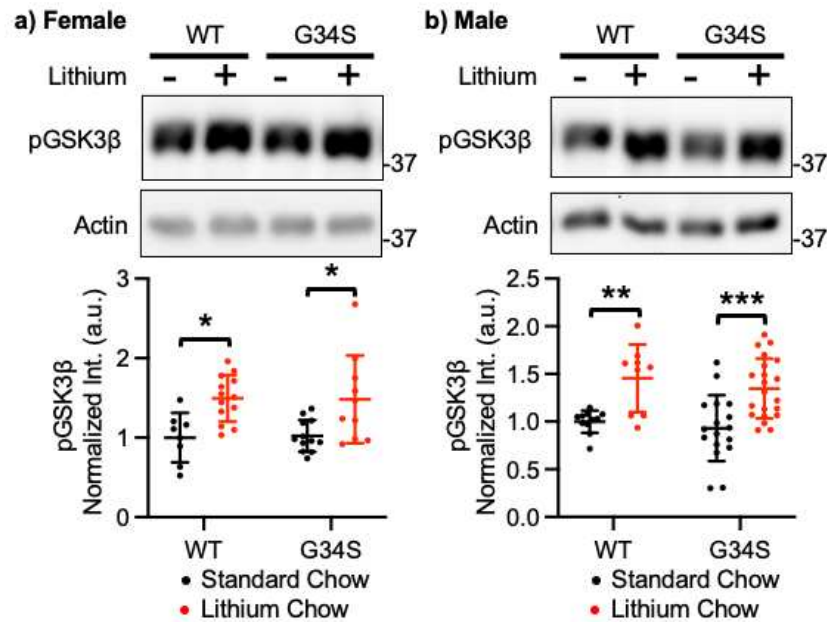 a) Female
WT G34S
Lithium - + - +
pGSK3β
-37
Actin
-37
pGSK3β
Normalized Int. (a.u.)
3
2
1
0
*
*
WT G34S
• Standard Chow
• Lithium Chow
b) Male
WT G34S
Lithium - + - +
pGSK3β
-37
Actin
-37
pGSK3β
Normalized Int. (a.u.)
2.5
2.0
1.5
1.0
0.5
0.0
**
***
WT G34S
• Standard Chow
• Lithium Chow